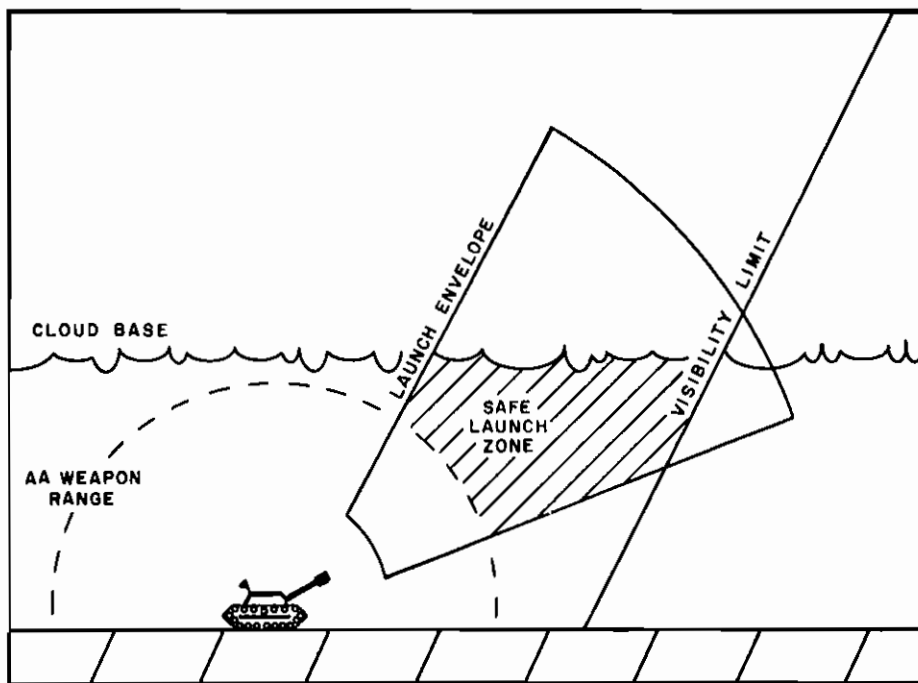 LAUNCH ENVELOPE
VISIBILITY LIMIT
CLOUD BASE
SAFE
LAUNCH
ZONE
AA WEAPON
RANGE